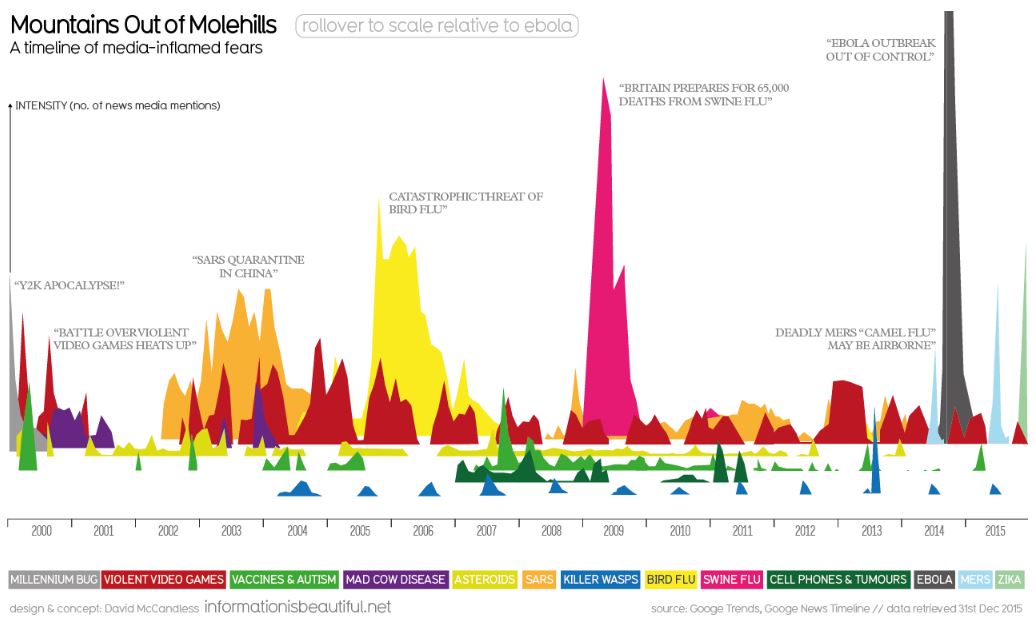 Mountains Out of Molehills
rollover to scale relative to ebola
A timeline of media-inflamed fears
INTENSITY (no. of news media mentions)
“EBOLA OUTBREAK
OUT OF CONTROL”
“BRITAIN PREPARES FOR 65,000
DEATHS FROM SWINE FLU”
CATASTROPHIC THREAT OF
BIRD FLU”
“SARS QUARANTINE
IN CHINA”
“Y2K APOCALYPSE!”
“BATTLE OVER VIOLENT
VIDEO GAMES HEATS UP”
DEADLY MERS “CAMEL FLU”
MAY BE AIRBORNE”
2000 2001 2002 2003 2004 2005 2006 2007 2008 2009 2010 2011 2012 2013 2014 2015
MILLENNIUM BUG VIOLENT VIDEO GAMES VACCINES & AUTISM MAD COW DISEASE ASTEROIDS SARS KILLER WASPS BIRD FLU SWINE FLU CELL PHONES & TUMOURS EBOLA MERS ZIKA
design & concept: David McCandless informationisbeautiful.net
source: Googe Trends, Googe News Timeline // data retrieved 31st Dec 2015